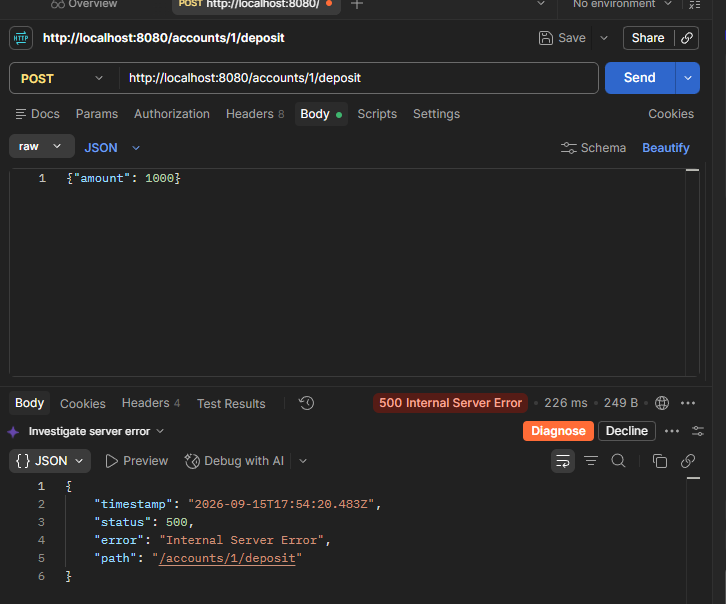 Overview POST http://localhost:8080/ No environment
HTTP http://localhost:8080/accounts/1/deposit Save Share
POST http://localhost:8080/accounts/1/deposit Send
Docs Params Authorization Headers 8 Body Scripts Settings Cookies
raw JSON Schema Beautify
1 {"amount": 1000}
Body Cookies Headers 4 Test Results 500 Internal Server Error 226 ms 249 B
Investigate server error Diagnose Decline
{} JSON Preview Debug with AI
1 {
2 "timestamp": "2026-09-15T17:54:20.483Z",
3 "status": 500,
4 "error": "Internal Server Error",
5 "path": "/accounts/1/deposit"
6 }